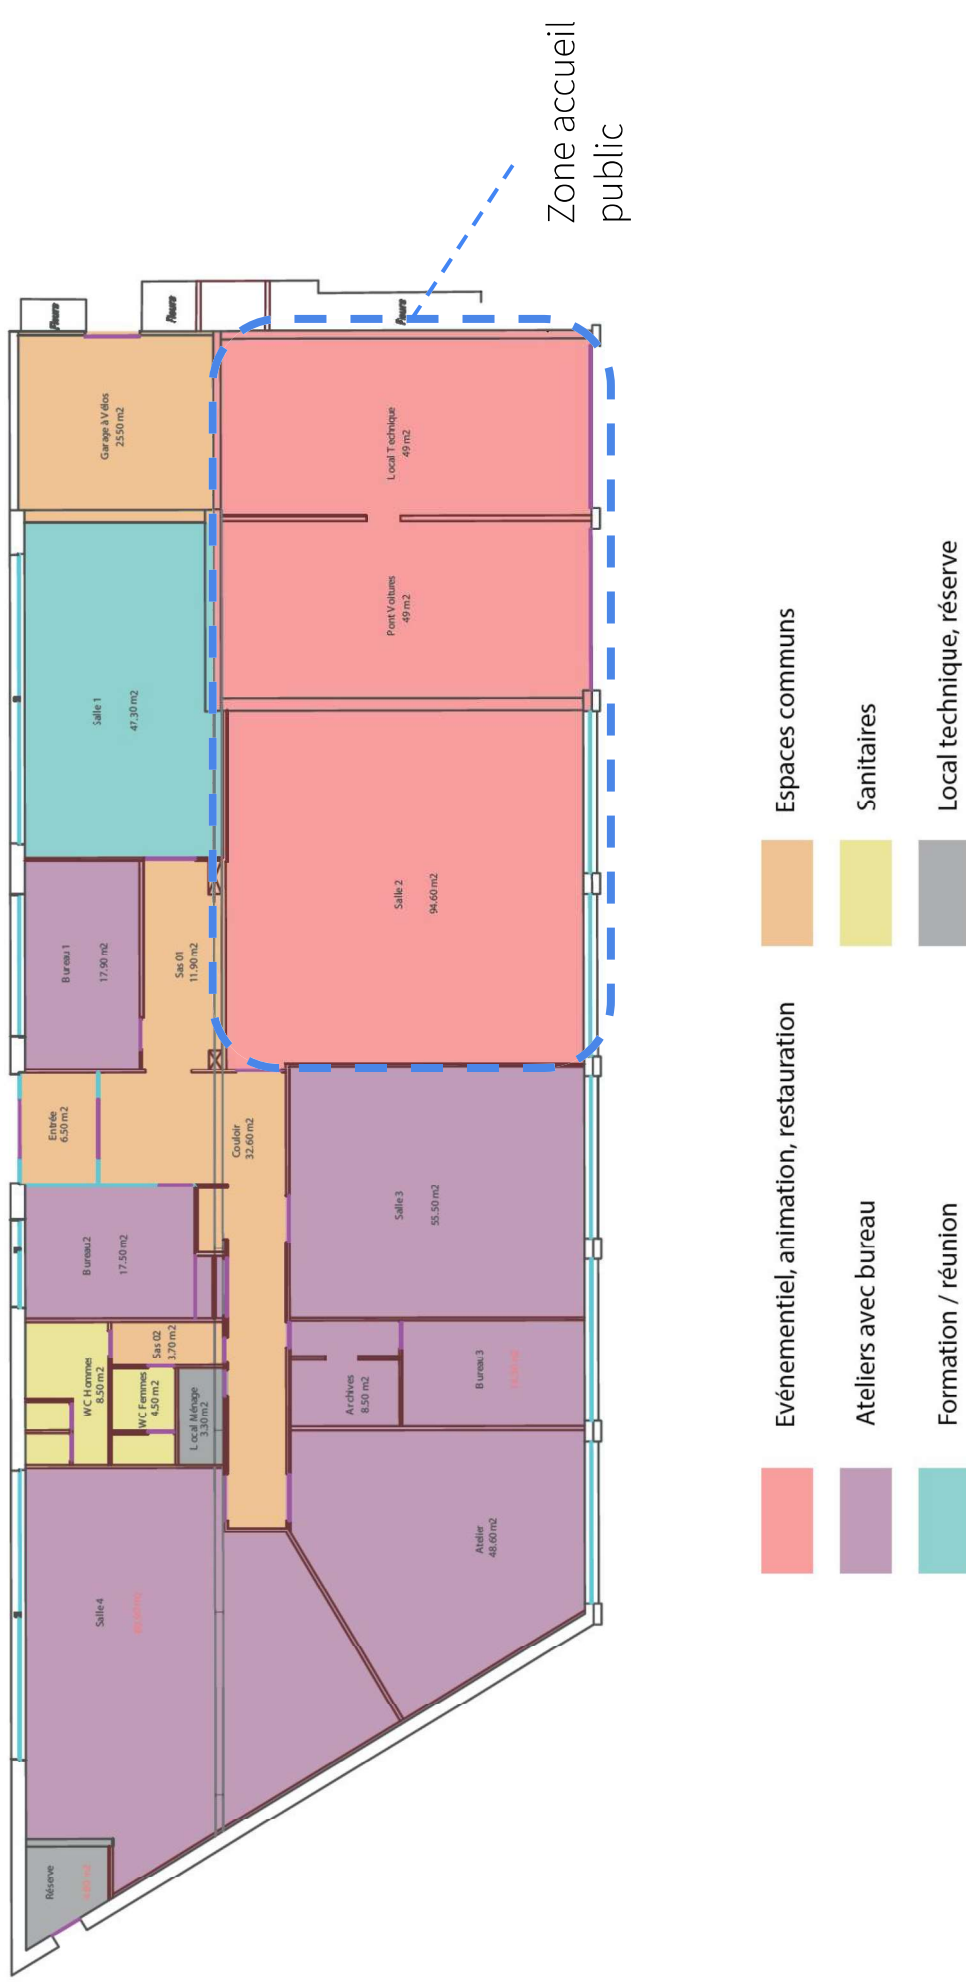 Fleurs
Fleurs
Fleurs
Zone accueil
public
Garage à Vélos
25.50 m2
Local Technique
49 m2
Pont Voitures
49 m2
Salle 1
47.30 m2
Salle 2
94.60 m2
Bureau 1
17.90 m2
Sas 01
11.90 m2
Entrée
6.50 m2
Couloir
32.60 m2
Bureau 2
17.50 m2
Salle 3
55.50 m2
Sas 02
3.70 m2
WC Hommes
8.50 m2
WC Femmes
4.50 m2
Local Ménage
3.30 m2
Archives
8.50 m2
Bureau 3
Atelier
48.60 m2
Salle 4
Réserve
Evénementiel, animation, restauration
Ateliers avec bureau
Formation / réunion
Espaces communs
Sanitaires
Local technique, réserve